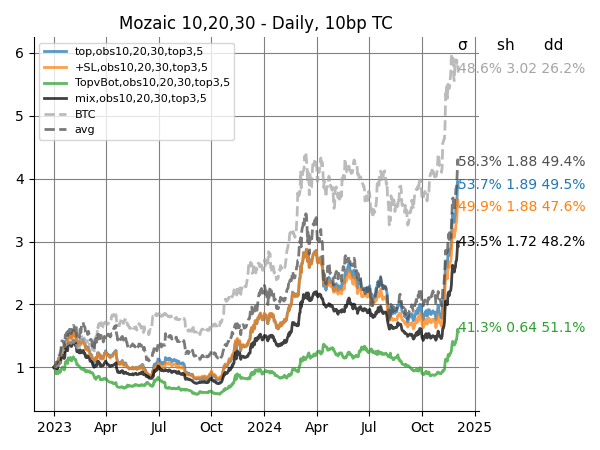 Mozaic 10,20,30 - Daily, 10bp TC
σ sh dd
top,obs10,20,30,top3,5
+SL,obs10,20,30,top3,5
TopvBot,obs10,20,30,top3,5
mix,obs10,20,30,top3,5
BTC
avg
48.6% 3.02 26.2%
58.3% 1.88 49.4%
53.7% 1.89 49.5%
49.9% 1.88 47.6%
43.5% 1.72 48.2%
41.3% 0.64 51.1%
6
5
4
3
2
1
2023 Apr Jul Oct 2024 Apr Jul Oct 2025